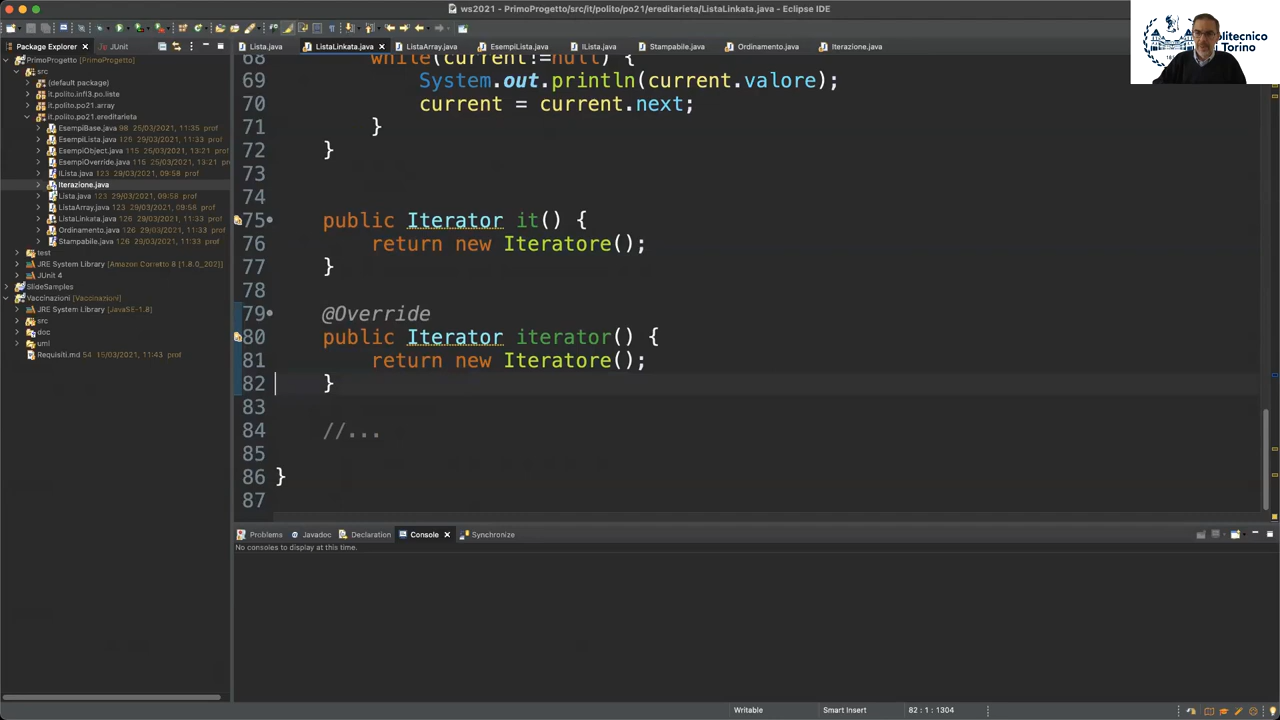 ws2021 - PrimoProgetto/src/it/polito/po21/ereditarieta/ListaLinkata.java - Eclipse IDE
Politecnico
di Torino
Package Explorer
JUnit
Lista.java
ListaLinkata.java
ListaArray.java
EsempiLista.java
IIista.java
Stampabile.java
Ordinamento.java
Iterazione.java
PrimoProgetto [PrimoProgetto]
src
(default package)
it.polito.inf3.po.liste
it.polito.po21.array
it.polito.po21.ereditarieta
EsempiBase.java 98 25/03/2021, 11:35 prof
EsempiLista.java 126 29/03/2021, 11:33 prof
EsempiObject.java 115 25/03/2021, 13:21 prof
EsempiOverride.java 115 25/03/2021, 13:21 prof
ILista.java 123 29/03/2021, 09:58 prof
Iterazione.java
Lista.java 123 29/03/2021, 09:58 prof
ListaArray.java 123 29/03/2021, 09:58 prof
ListaLinkata.java 126 29/03/2021, 11:33 prof
Ordinamento.java 126 29/03/2021, 11:33 prof
Stampabile.java 126 29/03/2021, 11:33 prof
test
JRE System Library [Amazon Corretto 8 [1.8.0_202]]
JUnit 4
SlideSamples
Vaccinazioni [Vaccinazioni]
JRE System Library [JavaSE-1.8]
src
doc
uml
Requisiti.md 54 15/03/2021, 11:43 prof
68 while(current!=null) {
69 System.out.println(current.valore);
70 current = current.next;
71 }
72 }
73
74
75 public Iterator it() {
76 return new Iteratore();
77 }
78
79 @Override
80 public Iterator iterator() {
81 return new Iteratore();
82 }
83
84 //...
85
86 }
87
Problems
Javadoc
Declaration
Console
Synchronize
No consoles to display at this time.
Writable
Smart Insert
82 : 1 : 1304